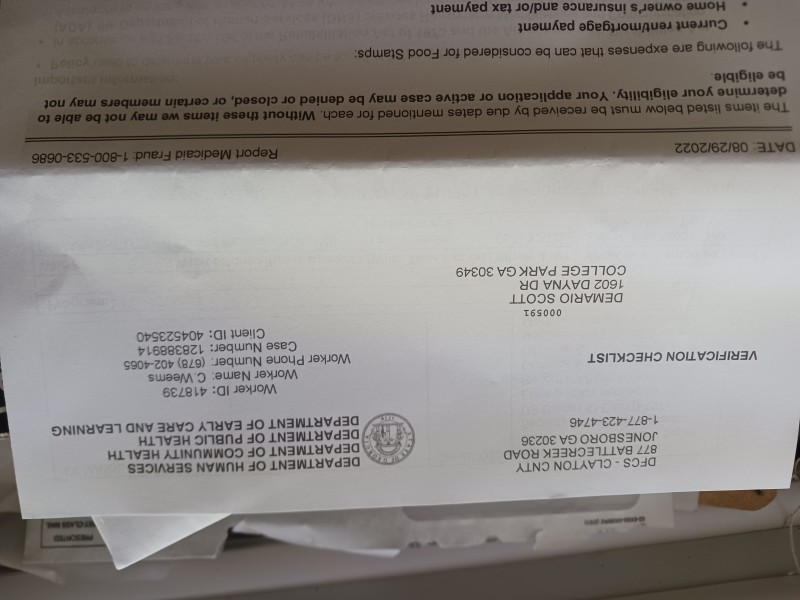 DFCS - CLAYTON CNTY
877 BATTLECREEK ROAD
JONESBORO GA 30236
1-877-423-4746
DEPARTMENT OF HUMAN SERVICES
DEPARTMENT OF COMMUNITY HEALTH
DEPARTMENT OF PUBLIC HEALTH
DEPARTMENT OF EARLY CARE AND LEARNING
Worker ID: 418739
Worker Name: C Weems
Worker Phone Number: (678) 402-4065
Case Number: 128388914
Client ID: 404523540
VERIFICATION CHECKLIST
000591
DEMARIO SCOTT
1602 DAYNA DR
COLLEGE PARK GA 30349
DATE: 08/29/2022
Report Medicaid Fraud: 1-800-533-0686
The items listed below must be received by due dates mentioned for each. Without these items we may not be able to
determine your eligibility. Your application or active case may be denied or closed, or certain members may not
be eligible.
The following are expenses that can be considered for Food Stamps:
• Current rent/mortgage payment
• Home owner's insurance and/or tax payment
PRESORTED
FIRST-CLASS MAIL